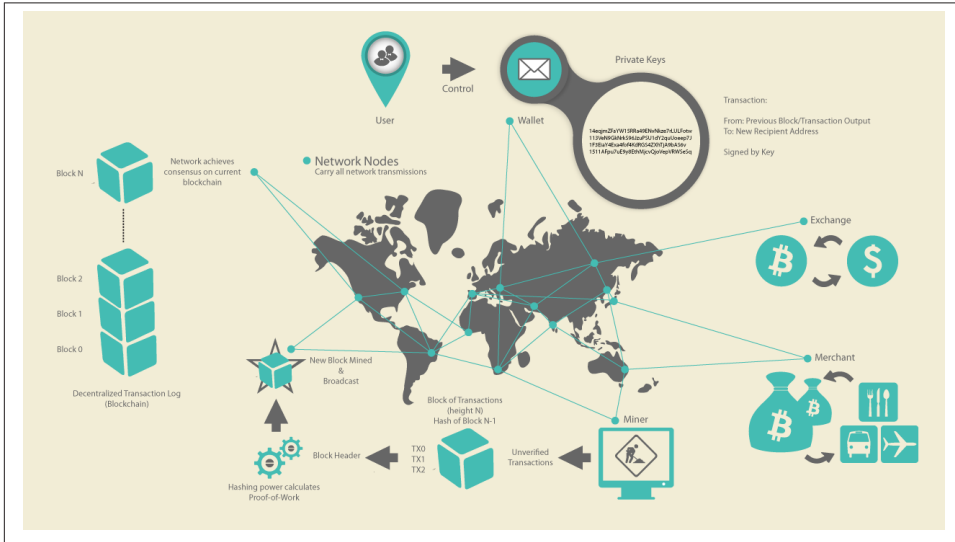 Private Keys
Control
User
Wallet
Transaction:
From: Previous Block/Transaction Output
To: New Recipient Address
Signed by Key
Network Nodes
Carry all network transmissions
Block N
Network achieves
consensus on current
blockchain
Exchange
Block 2
Block 1
Block 0
Decentralized Transaction Log
(Blockchain)
New Block Mined
&
Broadcast
Merchant
Block of Transactions
(height N)
Hash of Block N-1
Miner
TX0
TX1
TX2
Block Header
Unverified
Transactions
Hashing power calculates
Proof-of-Work